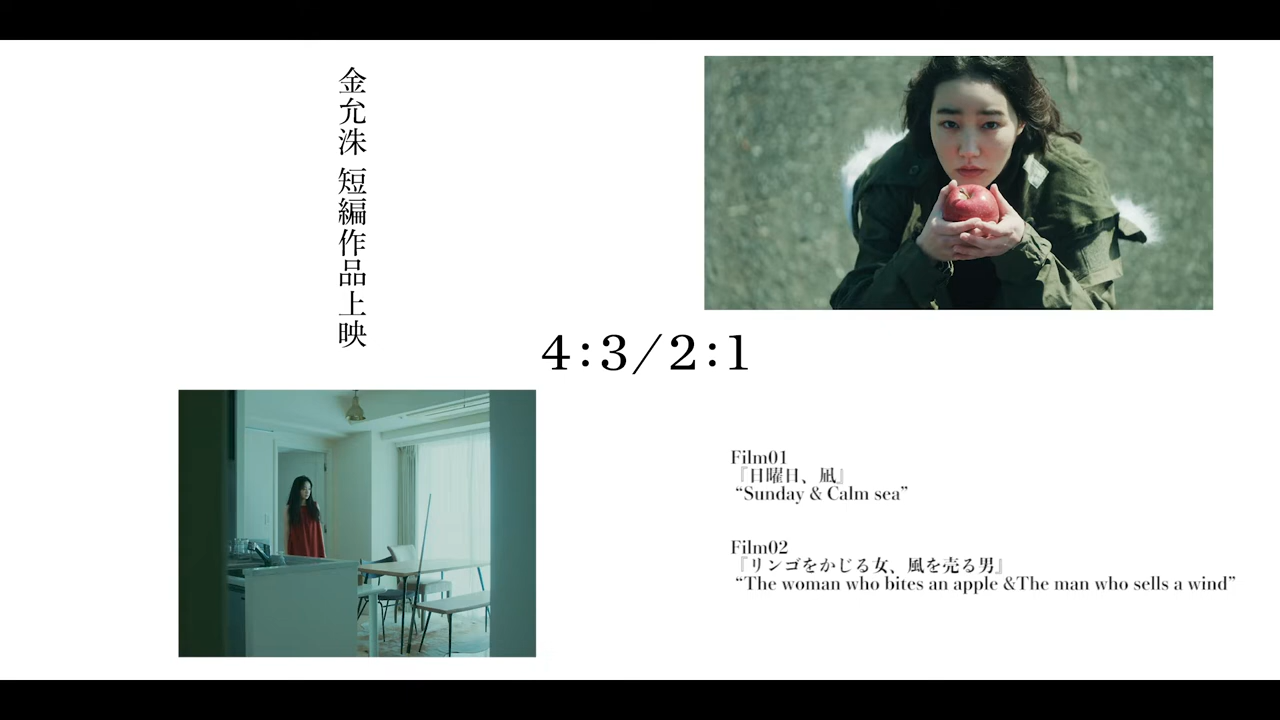 金允洙 短編作品上映
4:3/2:1
Film01
『日曜日、凪』
“Sunday & Calm sea”
Film02
『リンゴをかじる女、風を売る男』
“The woman who bites an apple &The man who sells a wind”